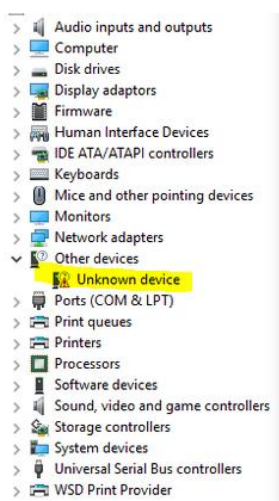 Audio inputs and outputs
Computer
Disk drives
Display adaptors
Firmware
Human Interface Devices
IDE ATA/ATAPI controllers
Keyboards
Mice and other pointing devices
Monitors
Network adapters
Other devices
Unknown device
Ports (COM & LPT)
Print queues
Printers
Processors
Software devices
Sound, video and game controllers
Storage controllers
System devices
Universal Serial Bus controllers
WSD Print Provider